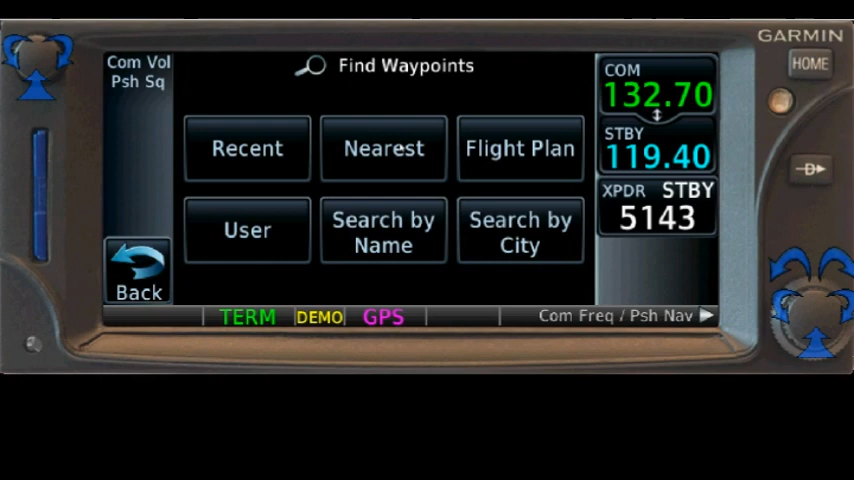 GARMIN
Com Vol
Psh Sq
Find Waypoints
COM
132.70
HOME
STBY
119.40
Recent
Nearest
Flight Plan
XPDR STBY
5143
User
Search by
Name
Search by
City
Back
TERM DEMO GPS
Com Freq / Psh Nav
D